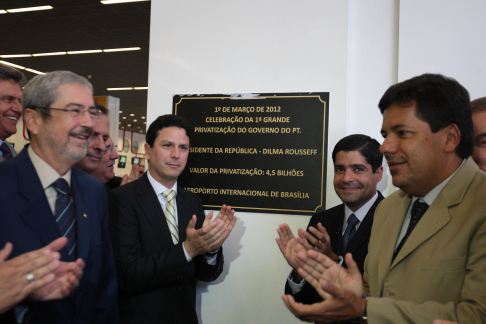 1º DE MARÇO DE 2012
CELEBRAÇÃO DA 1ª GRANDE
PRIVATIZAÇÃO DO GOVERNO DO PT.
SIDENTE DA REPÚBLICA - DILMA ROUSSEFF
VALOR DA PRIVATIZAÇÃO: 4,5 BILHÕES
AEROPORTO INTERNACIONAL DE BRASÍLIA